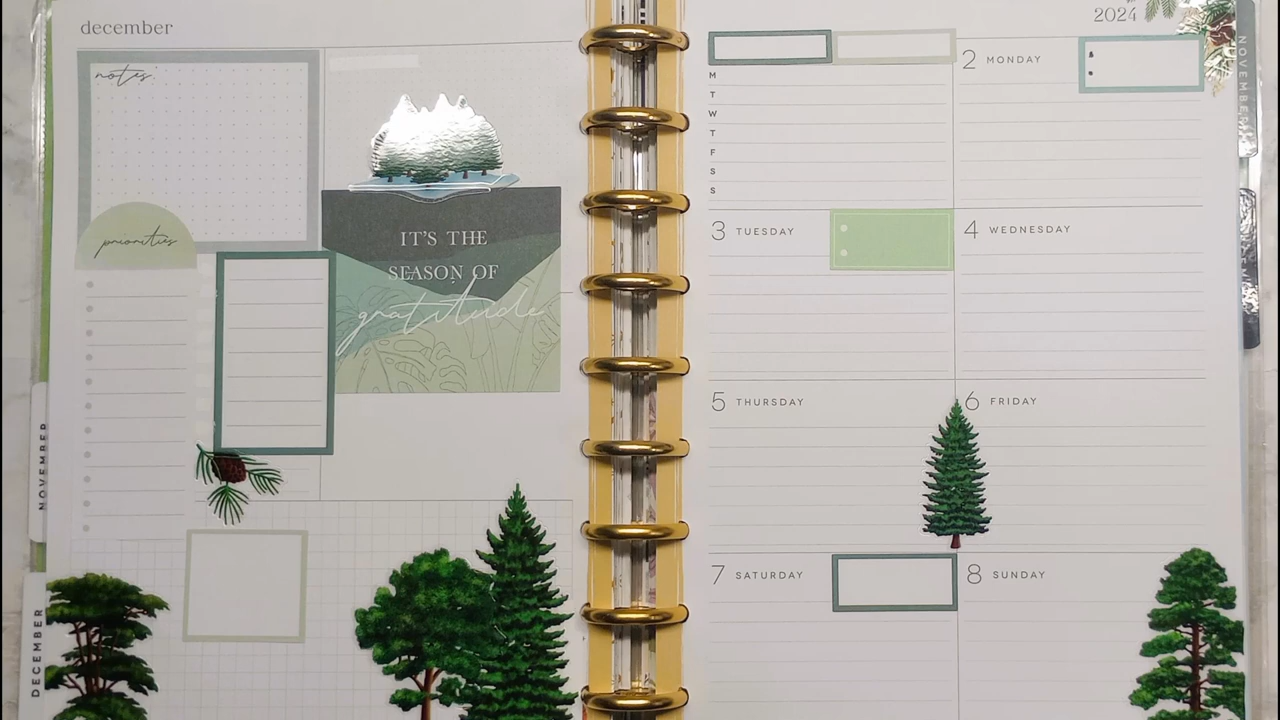 december
notes
priorities
IT'S THE
SEASON OF
gratitude
NOVEMBER
DECEMBER
2024
M
T
W
T
F
S
S
2 MONDAY
3 TUESDAY
4 WEDNESDAY
5 THURSDAY
6 FRIDAY
7 SATURDAY
8 SUNDAY
NOVEMBER